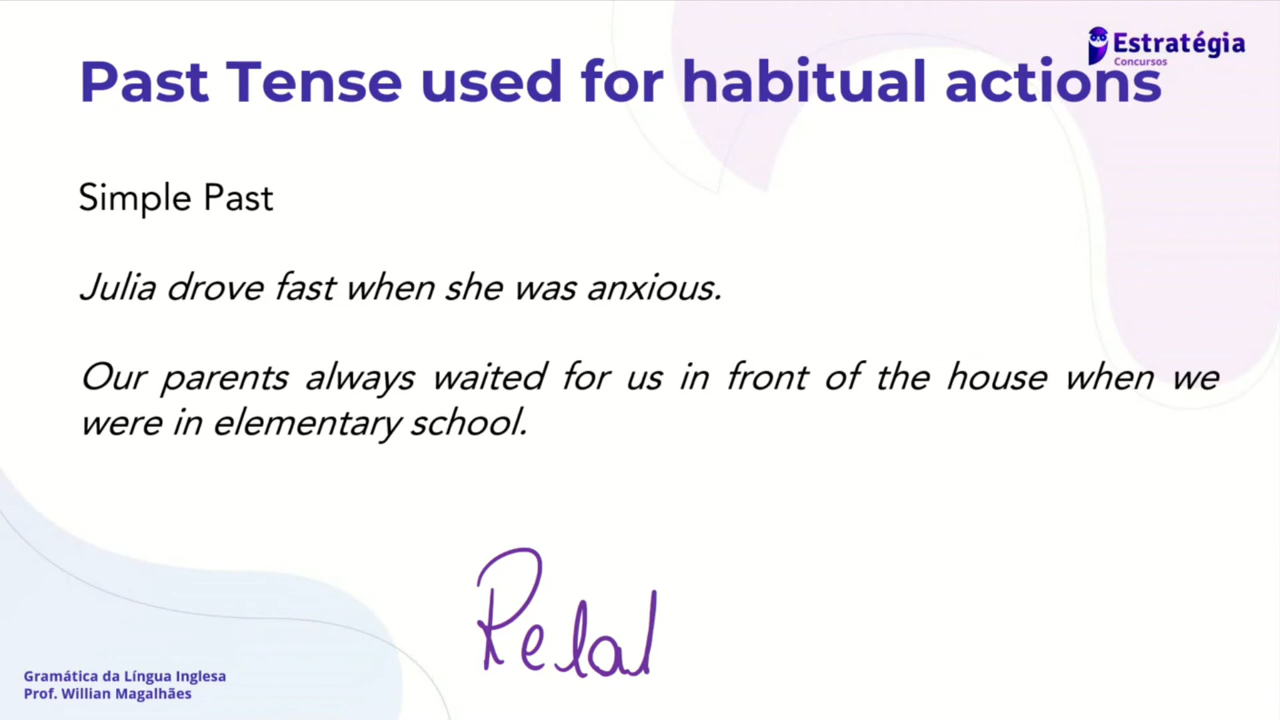 Estratégia
Concursos
Past Tense used for habitual actions
Simple Past
Julia drove fast when she was anxious.
Our parents always waited for us in front of the house when we
were in elementary school.
Relat
Gramática da Língua Inglesa
Prof. Willian Magalhães